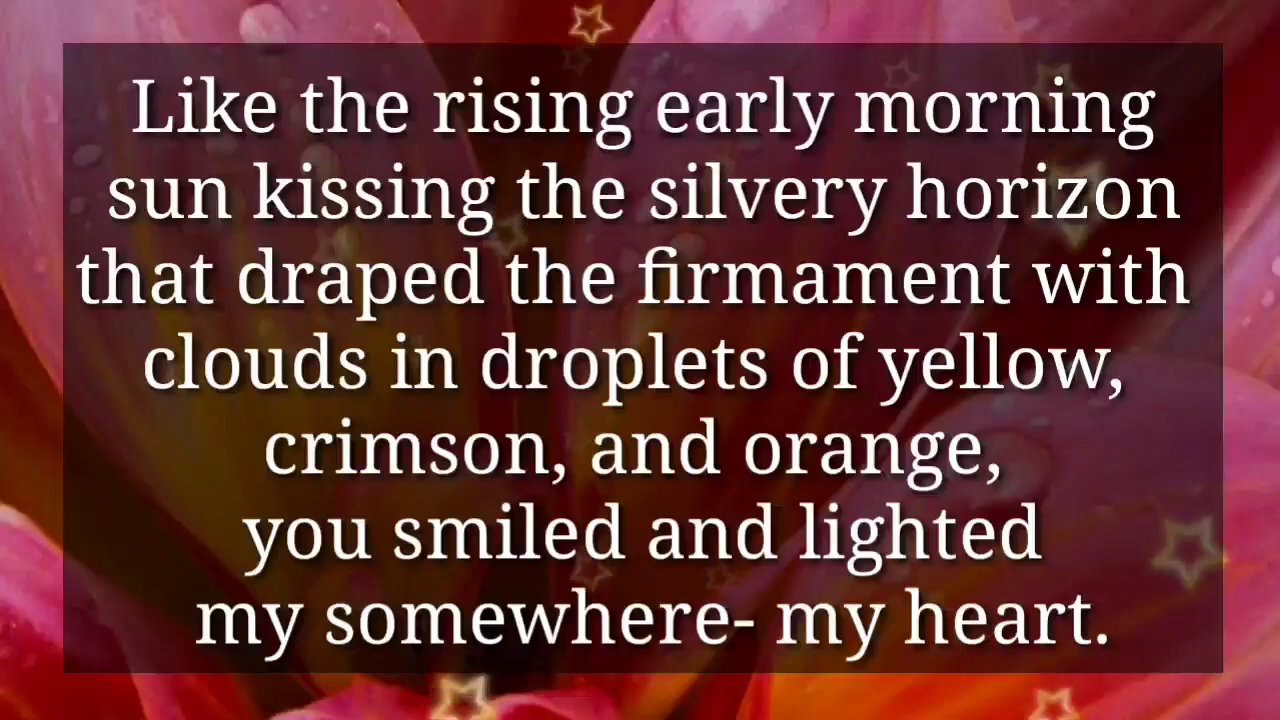 Like the rising early morning
sun kissing the silvery horizon
that draped the firmament with
clouds in droplets of yellow,
crimson, and orange,
you smiled and lighted
my somewhere- my heart.